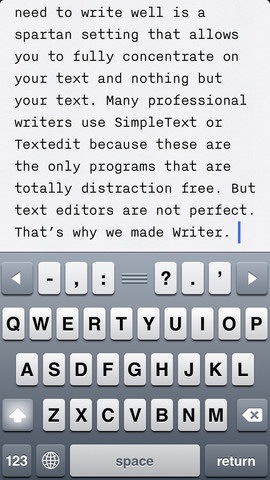 need to write well is a
spartan setting that allows
you to fully concentrate on
your text and nothing but
your text. Many professional
writers use SimpleText or
Textedit because these are
the only programs that are
totally distraction free. But
text editors are not perfect.
That’s why we made Writer.
- , : ? . ’
Q W E R T Y U I O P
A S D F G H J K L
Z X C V B N M
123 space return